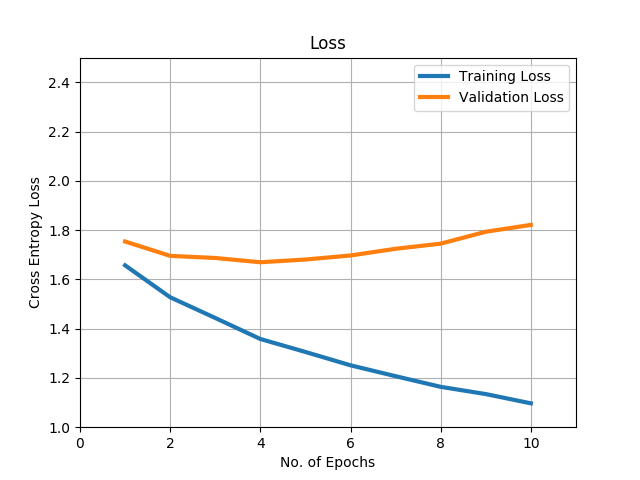 Loss
Training Loss
Validation Loss
2.4
2.2
2.0
1.8
1.6
1.4
1.2
1.0
Cross Entropy Loss
0 2 4 6 8 10
No. of Epochs